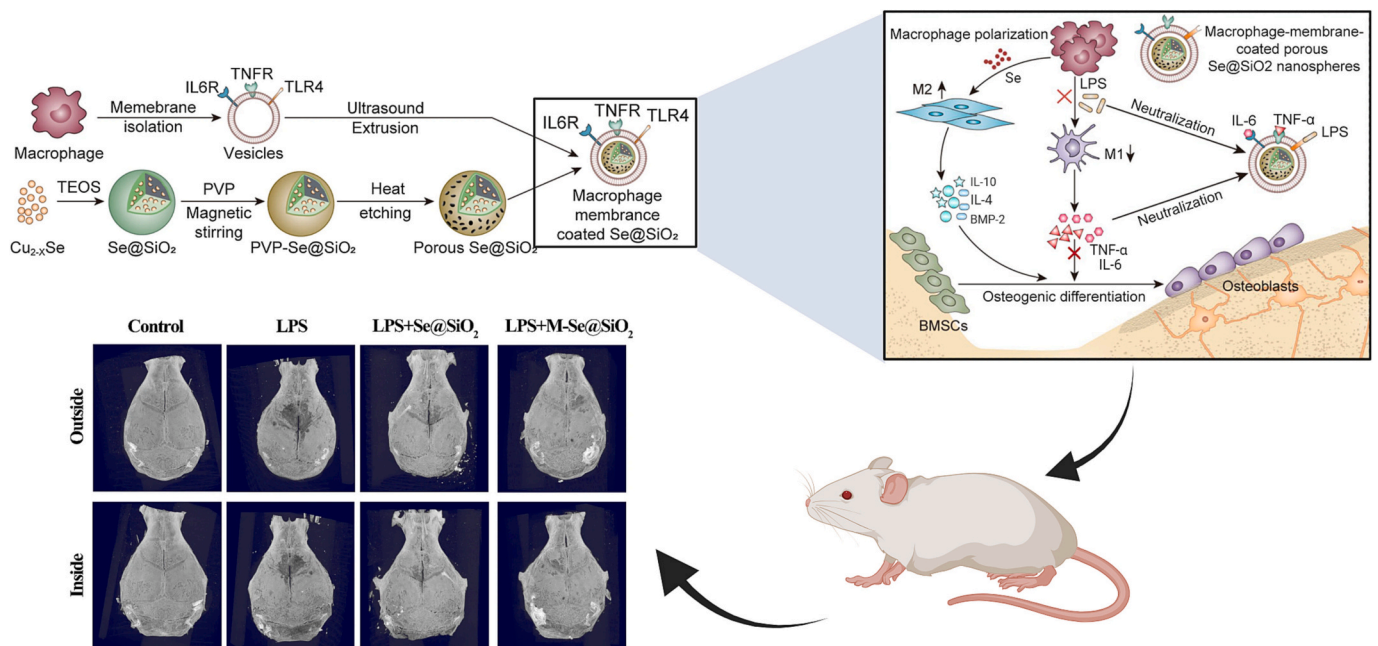 IL6R
TNFR
TLR4
Macrophage
Memebrane
isolation
Vesicles
Ultrasound
Extrusion
Cu₂₋ₓSe
TEOS
Se@SiO₂
PVP
Magnetic
stirring
PVP-Se@SiO₂
Heat
etching
Porous Se@SiO₂
IL6R
TNFR
TLR4
Macrophage
membrance
coated Se@SiO₂
Macrophage polarization
Se
M2
LPS
M1
IL-10
IL-4
BMP-2
TNF-α
IL-6
Macrophage-membrane-
coated porous
Se@SiO2 nanospheres
Neutralization
Neutralization
IL-6
TNF-α
LPS
BMSCs
Osteogenic differentiation
Osteoblasts
Control
LPS
LPS+Se@SiO₂
LPS+M-Se@SiO₂
Outside
Inside